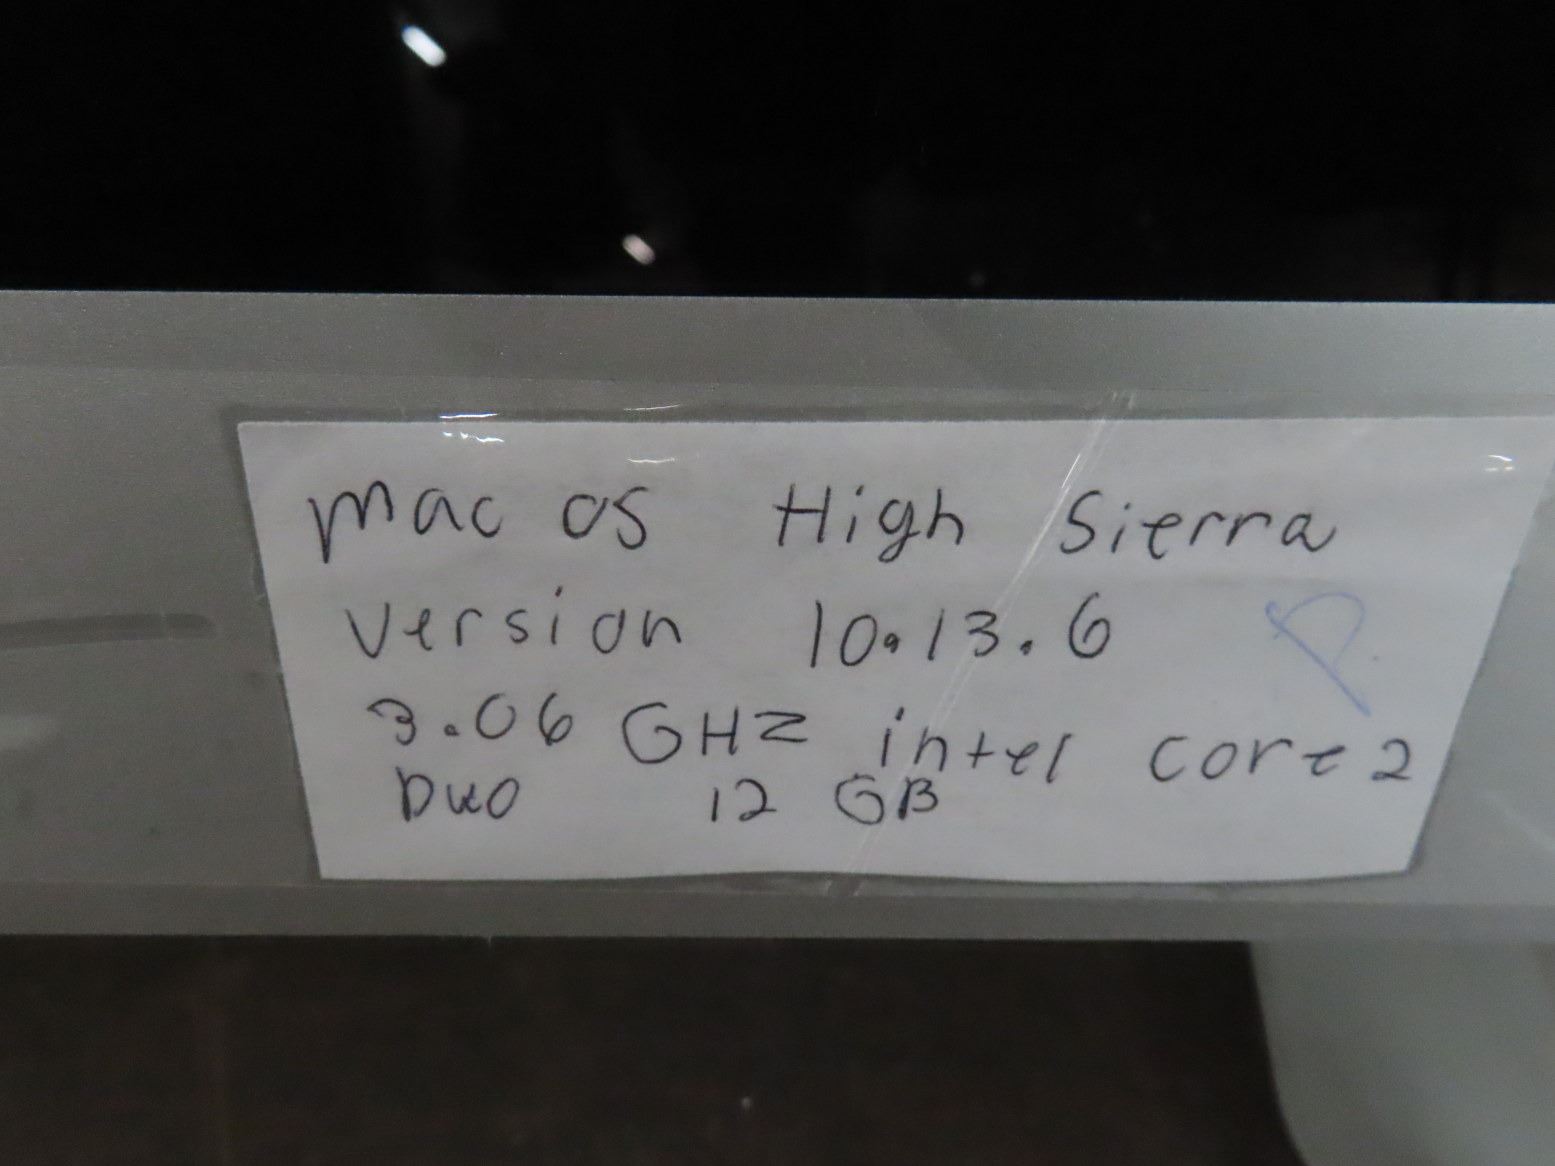 Mac OS High Sierra
Version 10.13.6
3.06 GHZ intel core 2
DUO 12 GB